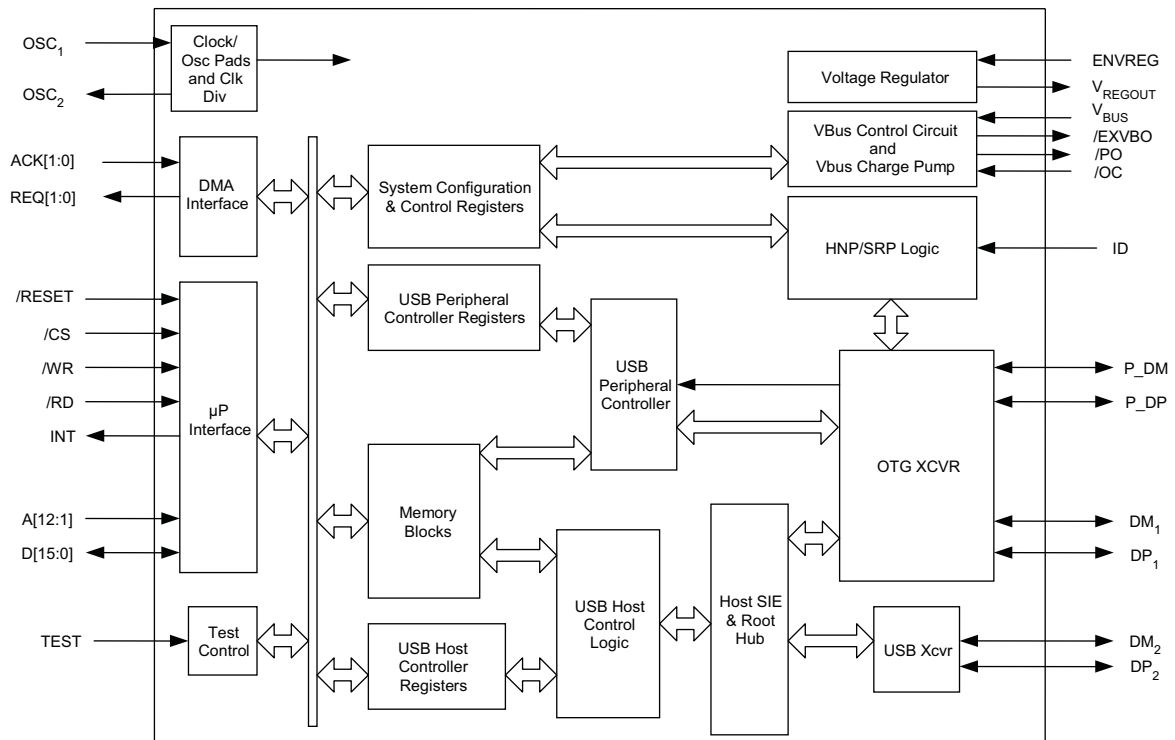 OSC1
OSC2
Clock/
Osc Pads
and Clk
Div
ACK[1:0]
REQ[1:0]
DMA
Interface
/RESET
/CS
/WR
/RD
INT
A[12:1]
D[15:0]
µP
Interface
TEST
Test
Control
System Configuration
& Control Registers
USB Peripheral
Controller Registers
Memory
Blocks
USB Host
Controller
Registers
USB
Peripheral
Controller
USB Host
Control
Logic
Host SIE
& Root
Hub
Voltage Regulator
VBus Control Circuit
and
Vbus Charge Pump
HNP/SRP Logic
OTG XCVR
USB Xcvr
ENVREG
VREGOUT
VBUS
/EXVBO
/PO
/OC
ID
P_DM
P_DP
DM1
DP1
DM2
DP2